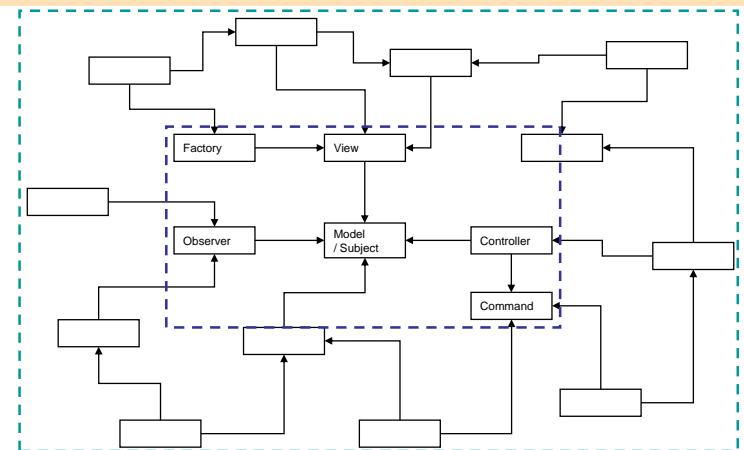 Factory
View
Observer
Model
/ Subject
Controller
Command